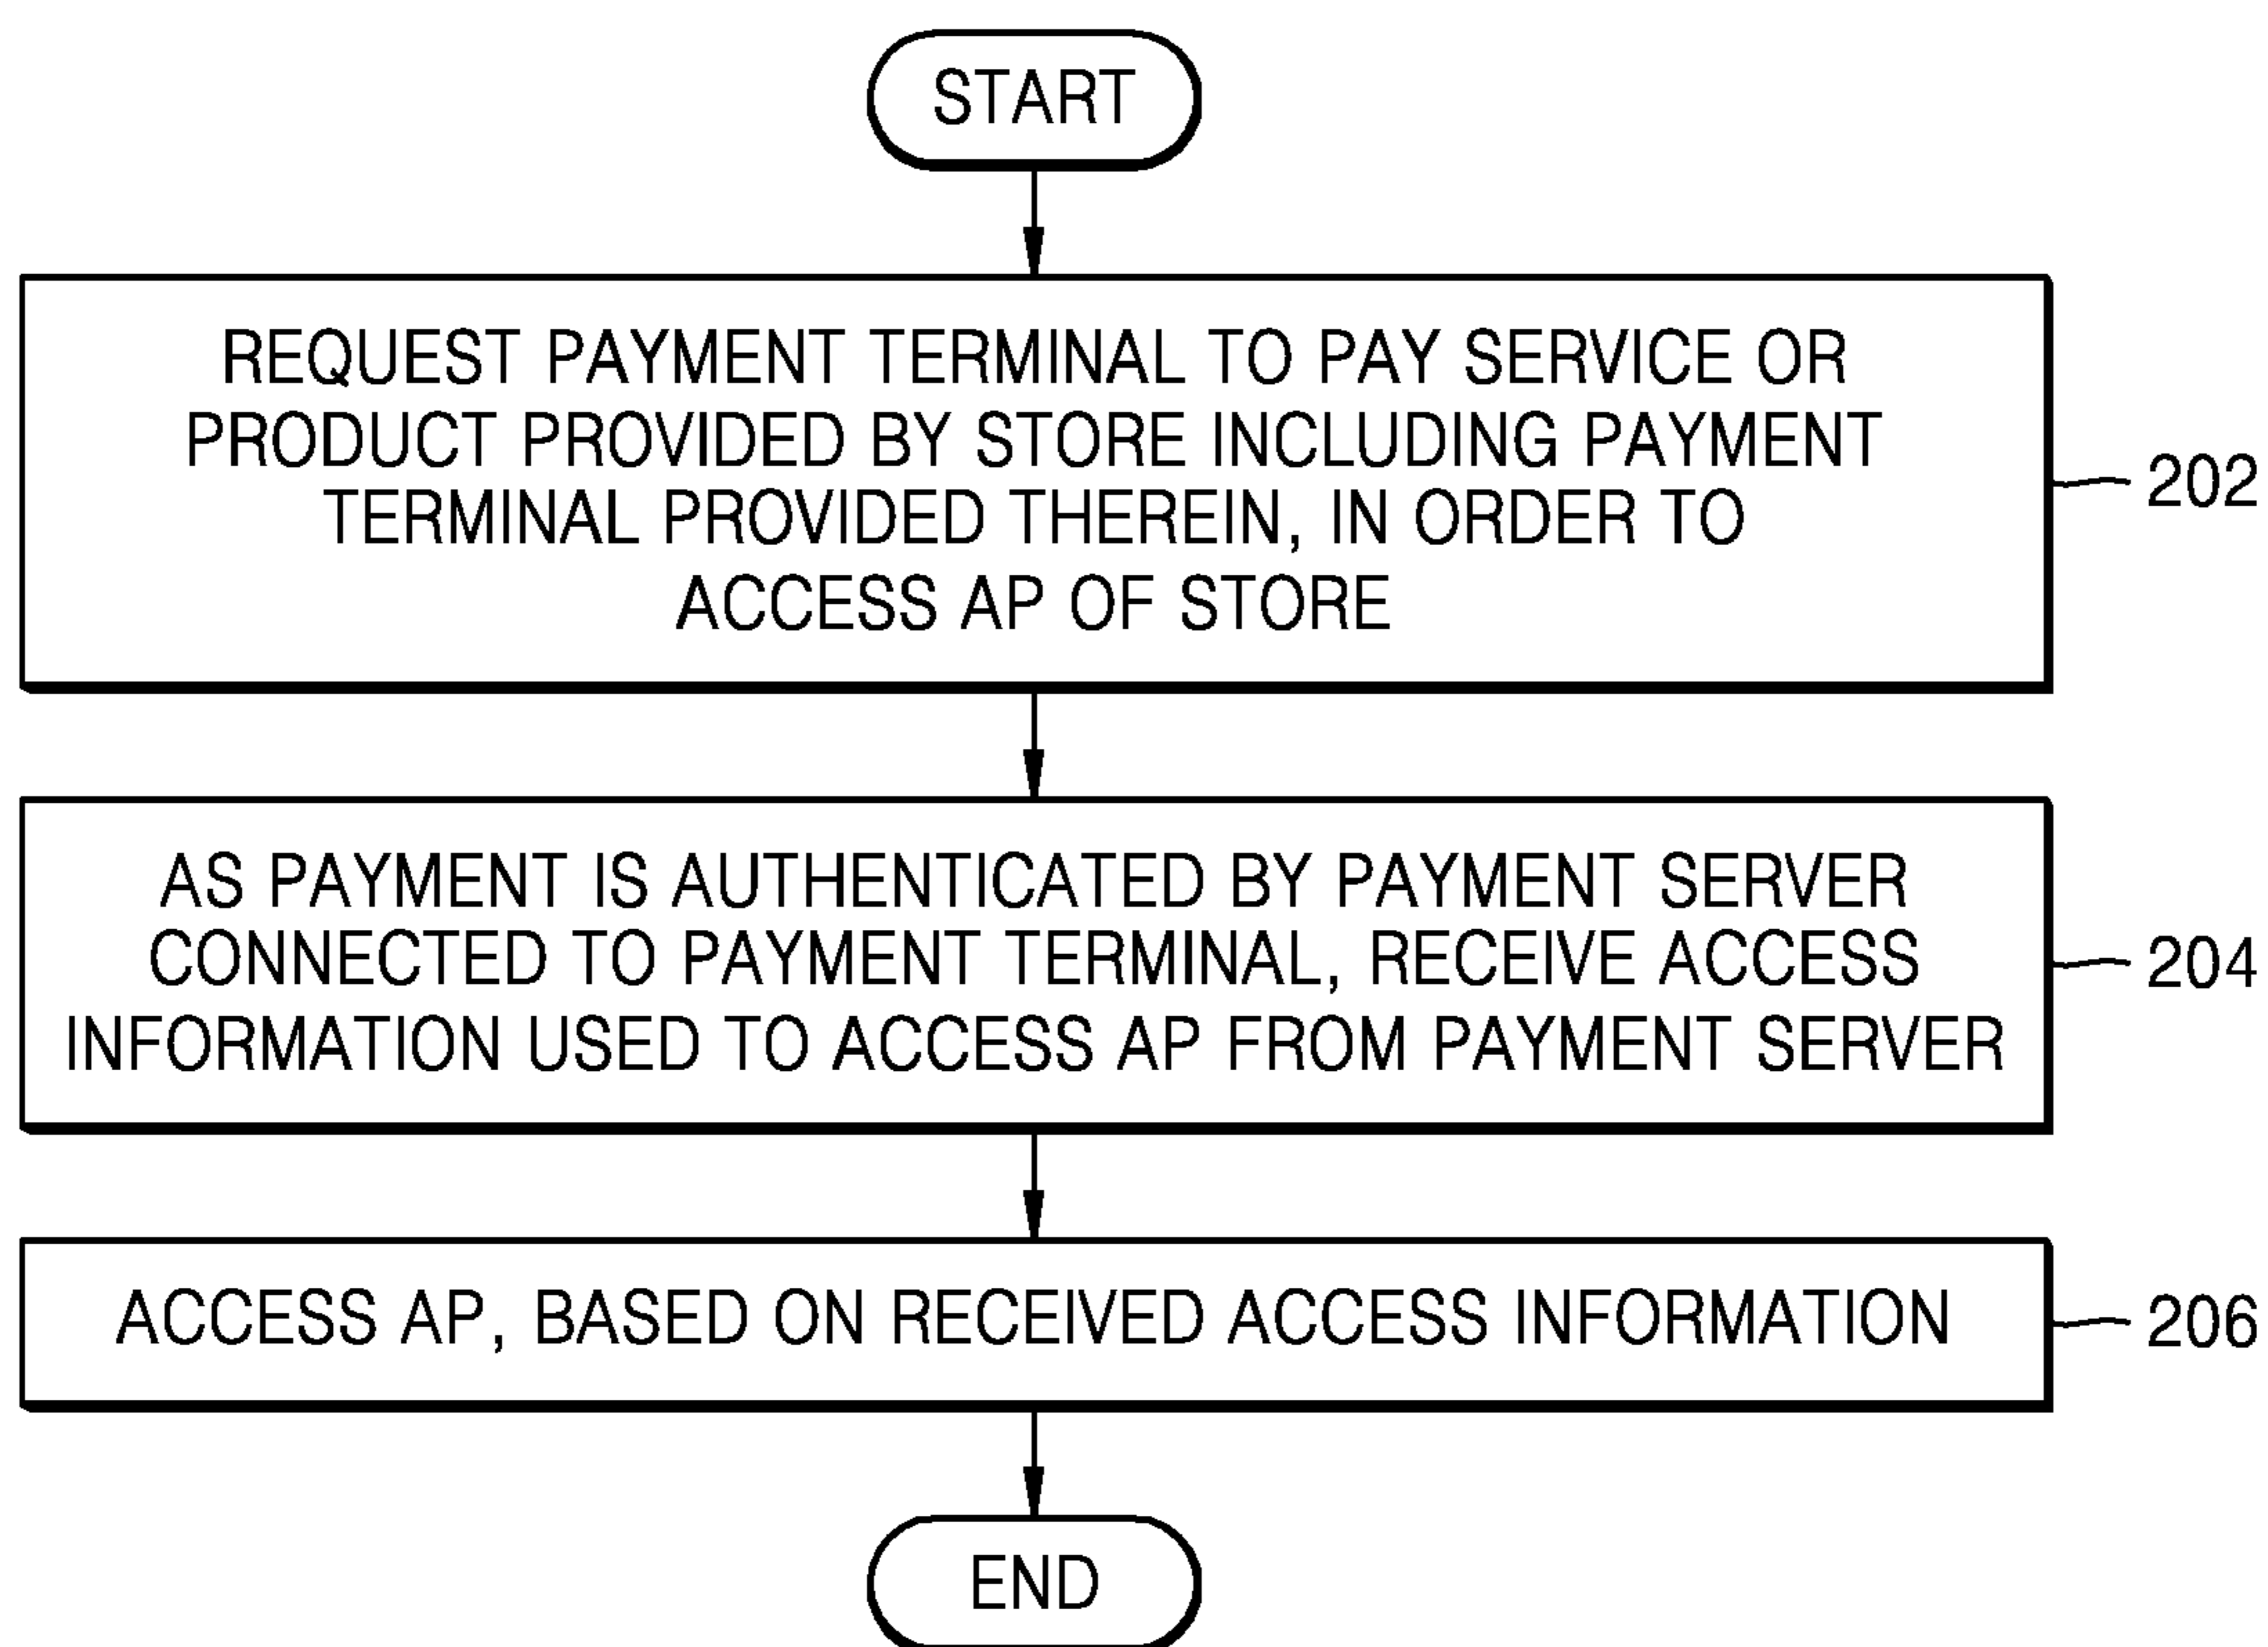 START
REQUEST PAYMENT TERMINAL TO PAY SERVICE OR
PRODUCT PROVIDED BY STORE INCLUDING PAYMENT
TERMINAL PROVIDED THEREIN, IN ORDER TO
ACCESS AP OF STORE
202
AS PAYMENT IS AUTHENTICATED BY PAYMENT SERVER
CONNECTED TO PAYMENT TERMINAL, RECEIVE ACCESS
INFORMATION USED TO ACCESS AP FROM PAYMENT SERVER
204
ACCESS AP, BASED ON RECEIVED ACCESS INFORMATION
206
END